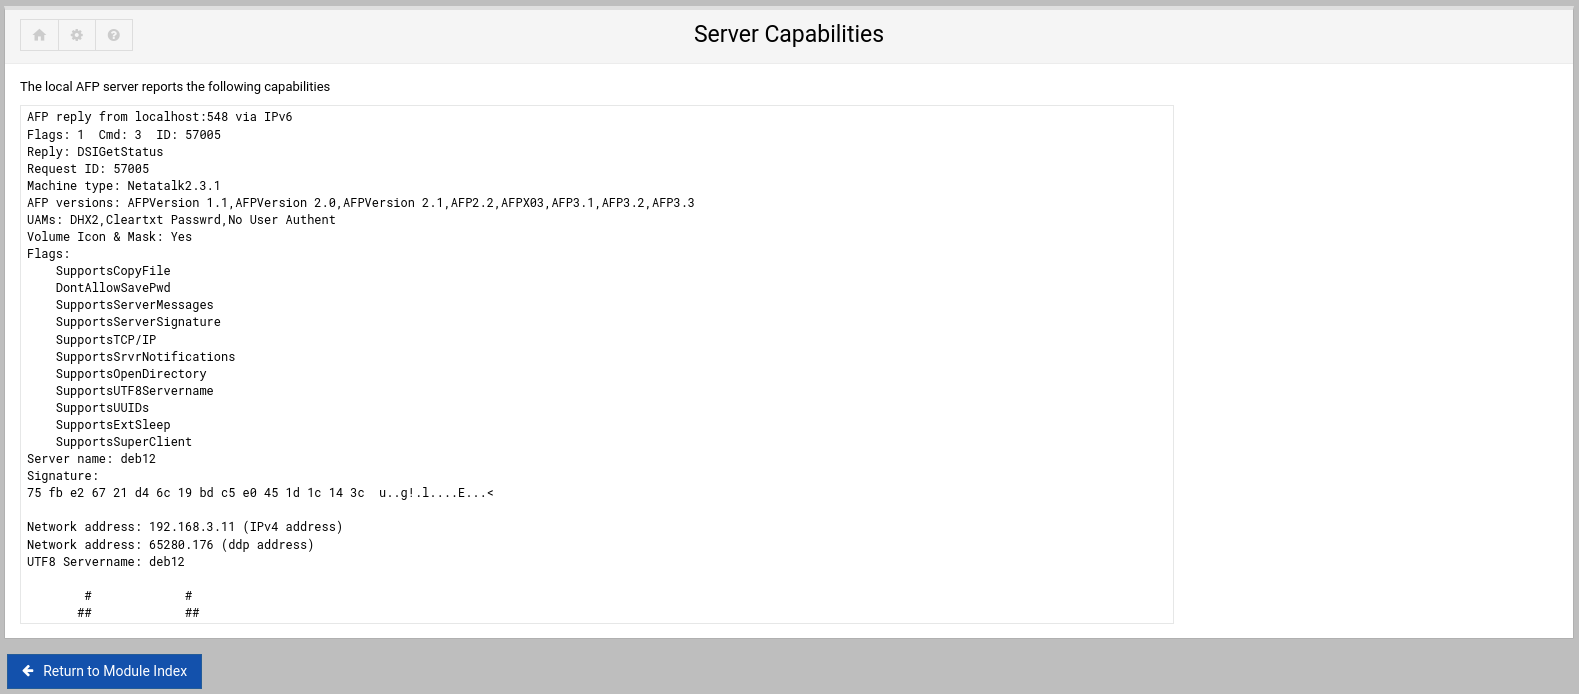 Server Capabilities
The local AFP server reports the following capabilities
AFP reply from localhost:548 via IPv6
Flags: 1  Cmd: 3  ID: 57005
Reply: DSIGetStatus
Request ID: 57005
Machine type: Netatalk2.3.1
AFP versions: AFPVersion 1.1,AFPVersion 2.0,AFPVersion 2.1,AFP2.2,AFPX03,AFP3.1,AFP3.2,AFP3.3
UAMs: DHX2,Cleartxt Passwrd,No User Authent
Volume Icon & Mask: Yes
Flags:
    SupportsCopyFile
    DontAllowSavePwd
    SupportsServerMessages
    SupportsServerSignature
    SupportsTCP/IP
    SupportsSrvrNotifications
    SupportsOpenDirectory
    SupportsUTF8Servername
    SupportsUUIDs
    SupportsExtSleep
    SupportsSuperClient
Server name: deb12
Signature:
75 fb e2 67 21 d4 6c 19 bd c5 e0 45 1d 1c 14 3c  u..g!.l....E...<
Network address: 192.168.3.11 (IPv4 address)
Network address: 65280.176 (ddp address)
UTF8 Servername: deb12
        #             #
       ##             ##
Return to Module Index